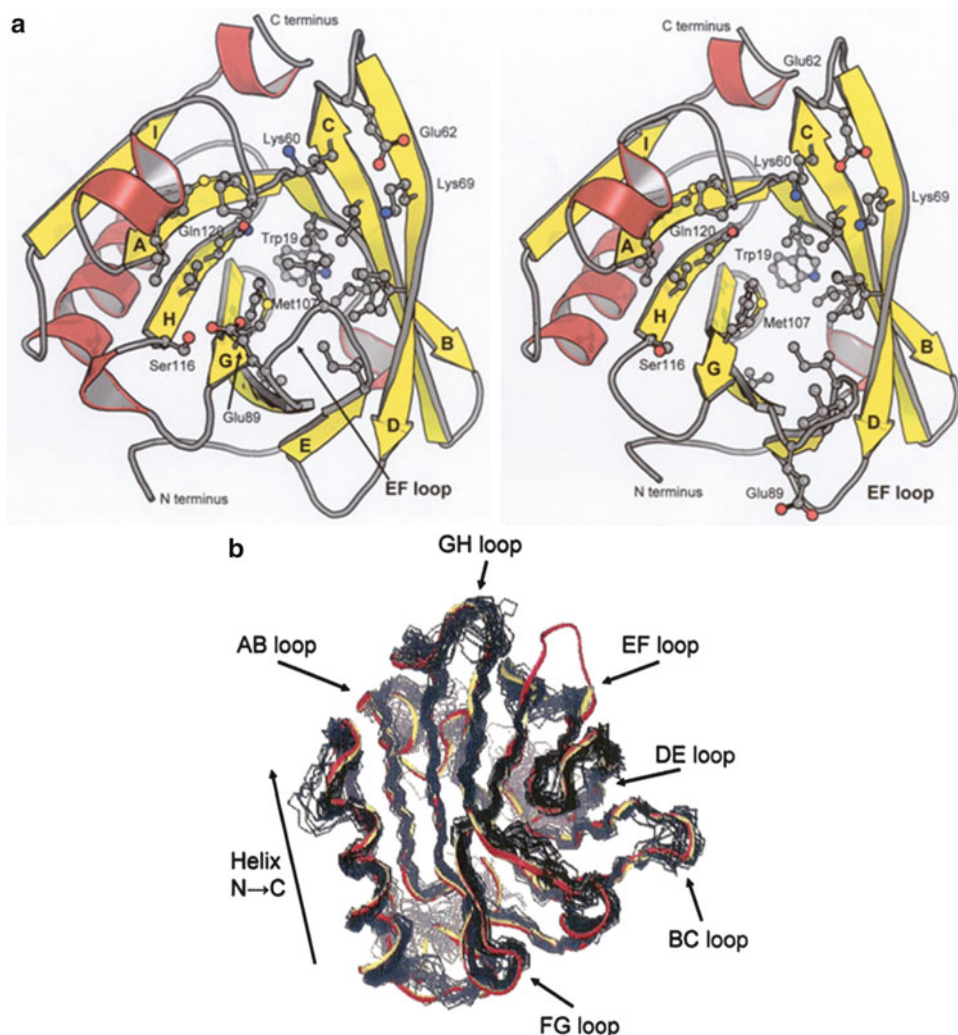 a
C terminus
Glu62
Lys60
Lys69
C
I
A
Gln120
Trp19
H
Met107
B
Ser116
G
Glu89
D
E
N terminus
EF loop
C terminus
Glu62
C
I
Lys60
Lys69
A
Gln120
Trp19
H
Met107
B
Ser116
G
D
N terminus
Glu89
EF loop
b
GH loop
AB loop
EF loop
DE loop
Helix
N→C
BC loop
FG loop